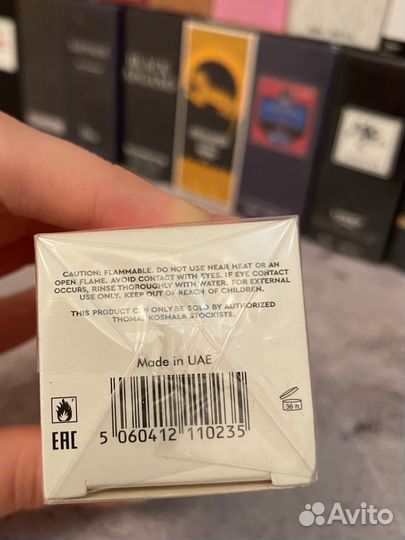 CAUTION: FLAMMABLE. DO NOT USE NEAR HEAT OR AN
OPEN FLAME. AVOID CONTACT WITH EYES. IF EYE CONTACT
OCCURS, RINSE THOROUGHLY WITH WATER. FOR EXTERNAL
USE ONLY. KEEP OUT OF REACH OF CHILDREN.
THIS PRODUCT CAN ONLY BE SOLD BY AUTHORIZED
THOMAS KOSMALA STOCKISTS.
Made in UAE
36 m
EAC
5 060412 110235
Avito